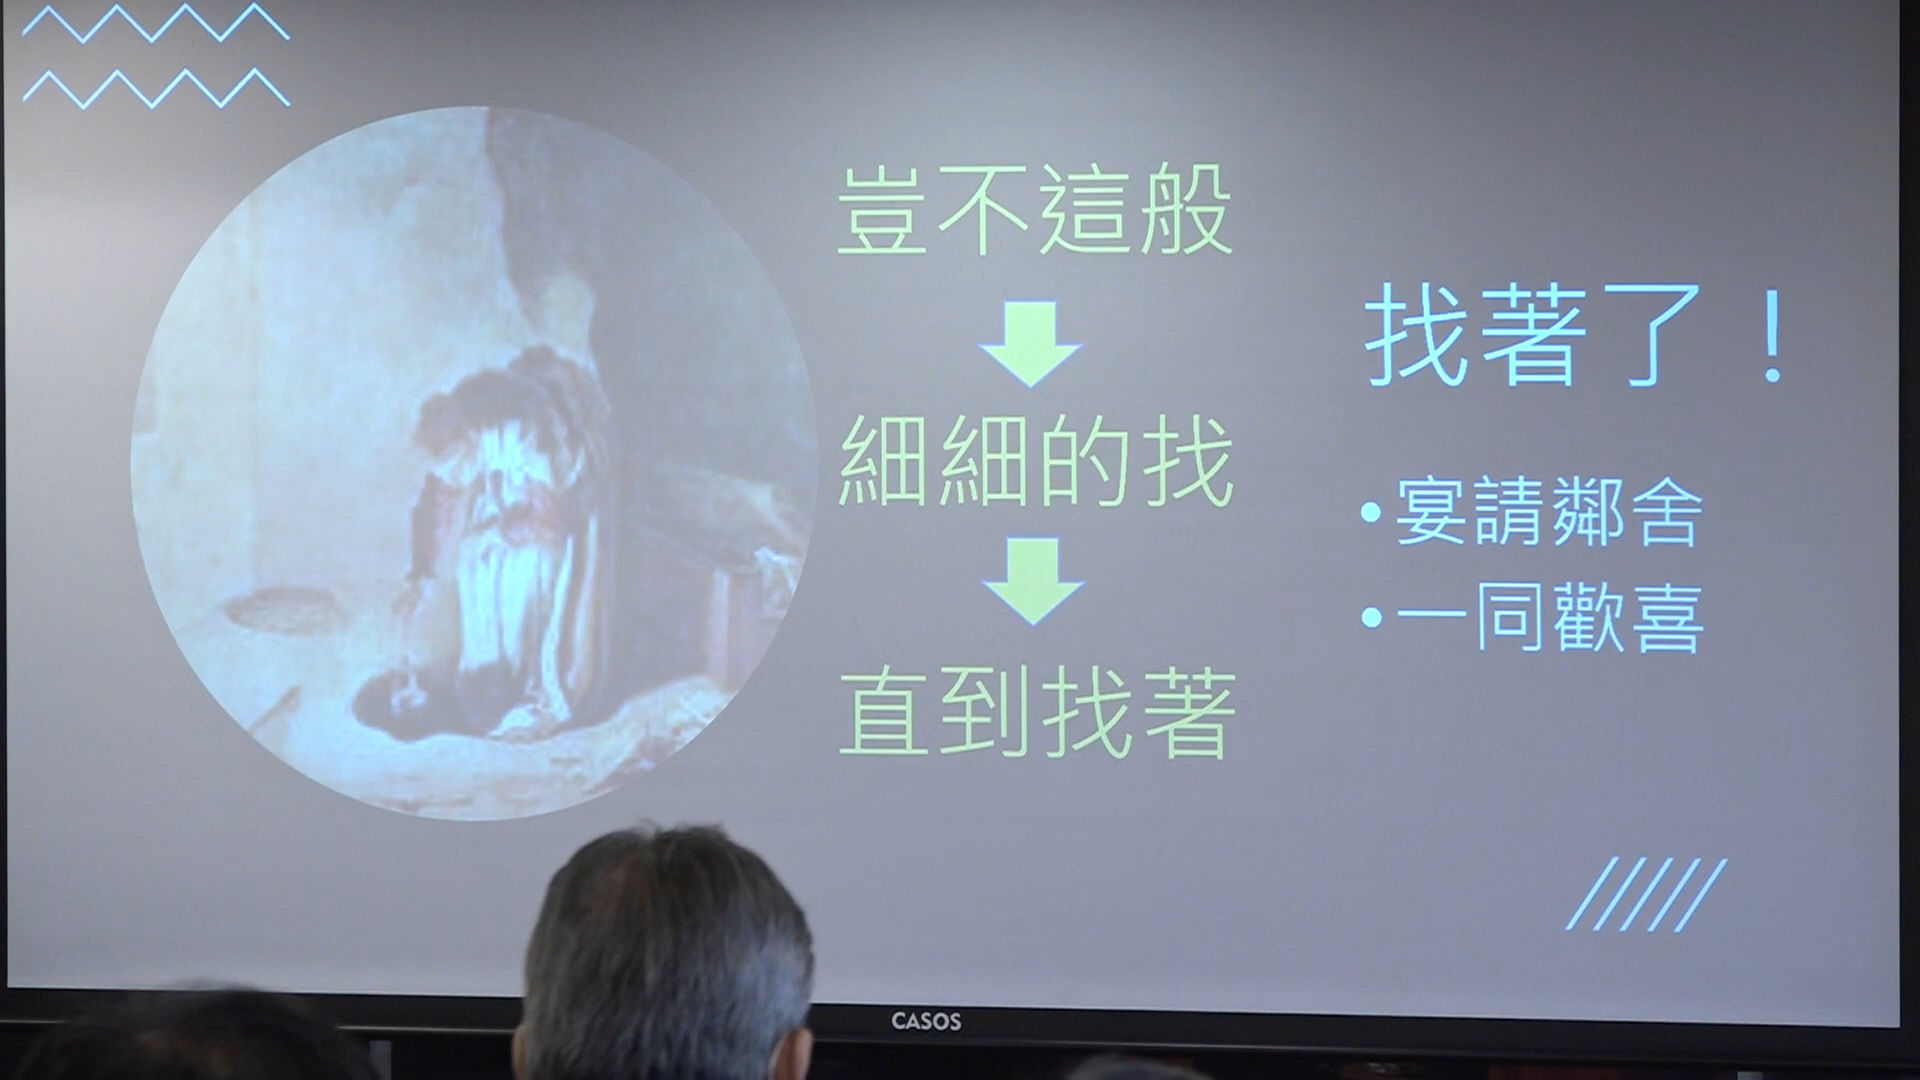 豈不這般
細細的找
直到找著
找著了！
•宴請鄰舍
•一同歡喜
CASOS